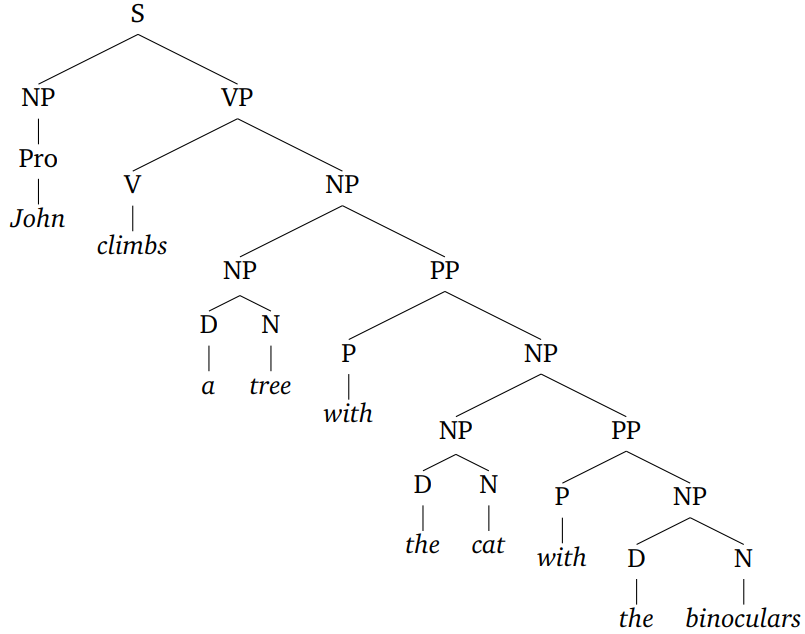 S
NP VP
Pro
V NP
John
climbs
NP PP
D N
P NP
a tree
with
NP PP
D N
P NP
the cat
with
D N
the binoculars